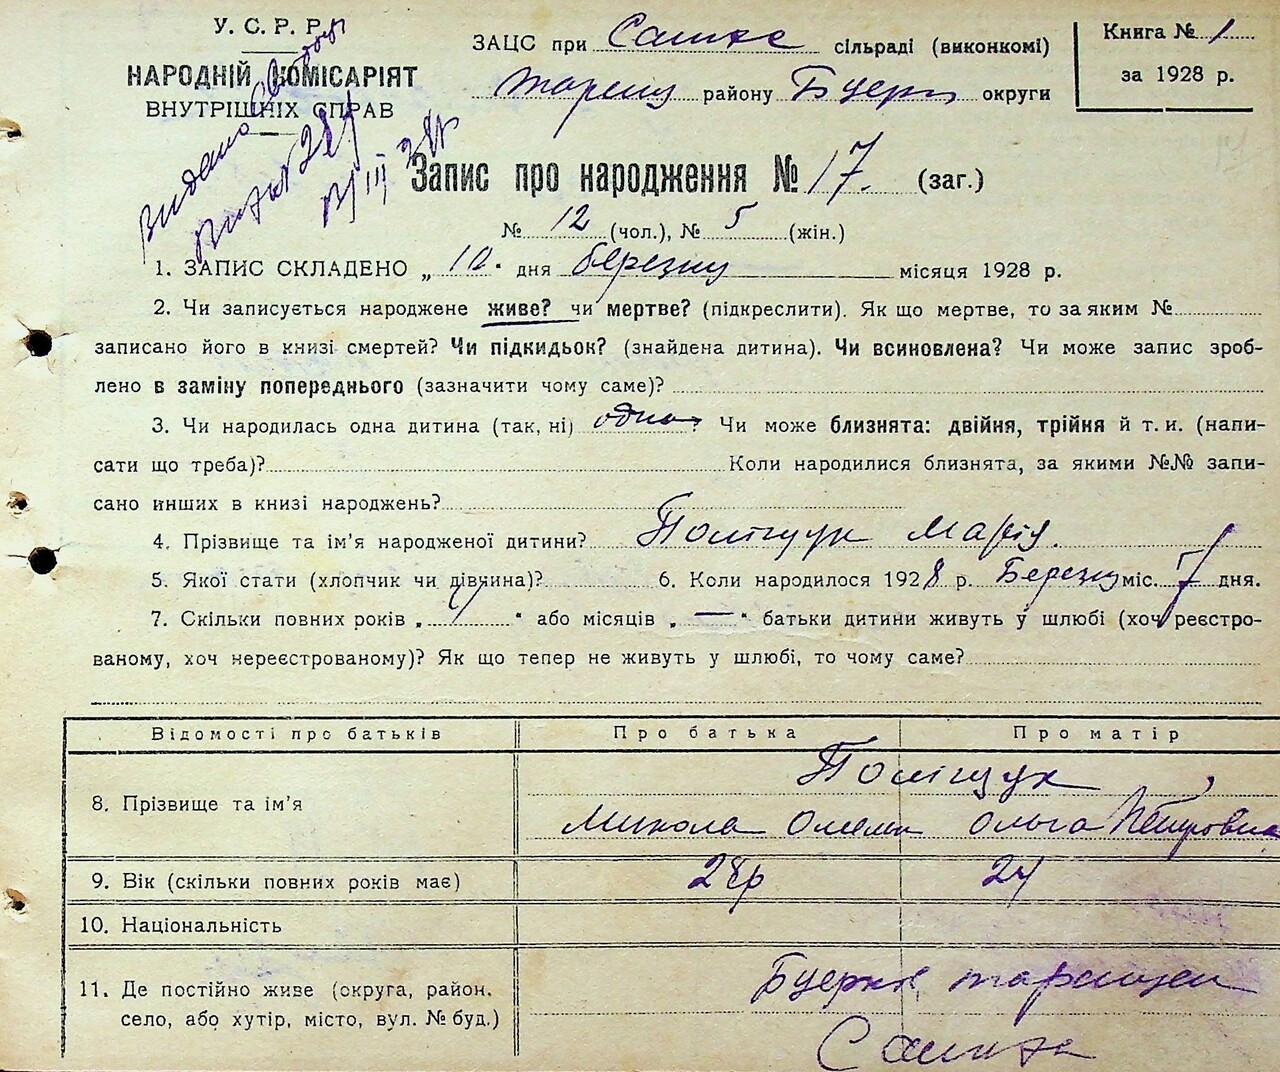 У. С. Р. Р.
НАРОДНІЙ КОМІСАРІЯТ
ВНУТРІШНІХ СПРАВ
Видано
ЗАЦС при сільраді (виконкомі)
району округи
Книга № 1
за 1928 р.
Запис про народження № 17. (заг.)
№ 12 (чол.), № 5 (жін.)
1. ЗАПИС СКЛАДЕНО „ 10 " дня березня місяця 1928 р.
2. Чи записується народжене живе? чи мертве? (підкреслити). Як що мертве, то за яким №
записано його в книзі смертей? Чи підкидьок? (знайдена дитина). Чи всиновлена? Чи може запис зроб-
лено в заміну попереднього (зазначити чому саме)?
3. Чи народилась одна дитина (так, ні) одна? Чи може близнята: двійня, трійня й т. и. (напи-
сати що треба)? Коли народилися близнята, за якими №№ запи-
сано инших в книзі народжень?
4. Прізвище та ім'я народженої дитини? Поліщук Марія.
5. Якої стати (хлопчик чи дівчина)? 6. Коли народилося 1928 р. Березня міс. 7 дня.
7. Скільки повних років „ " або місяців „ — " батьки дитини живуть у шлюбі (хоч реєстро-
ваному, хоч нереєстрованому)? Як що тепер не живуть у шлюбі, то чому саме?
Відомості про батьків Про батька Про матір
Поліщук
8. Прізвище та ім'я
Микола Ольга Петровна
9. Вік (скільки повних років має) 24
10. Національність
11. Де постійно живе (округа, район,
село, або хутір, місто, вул. № буд.)